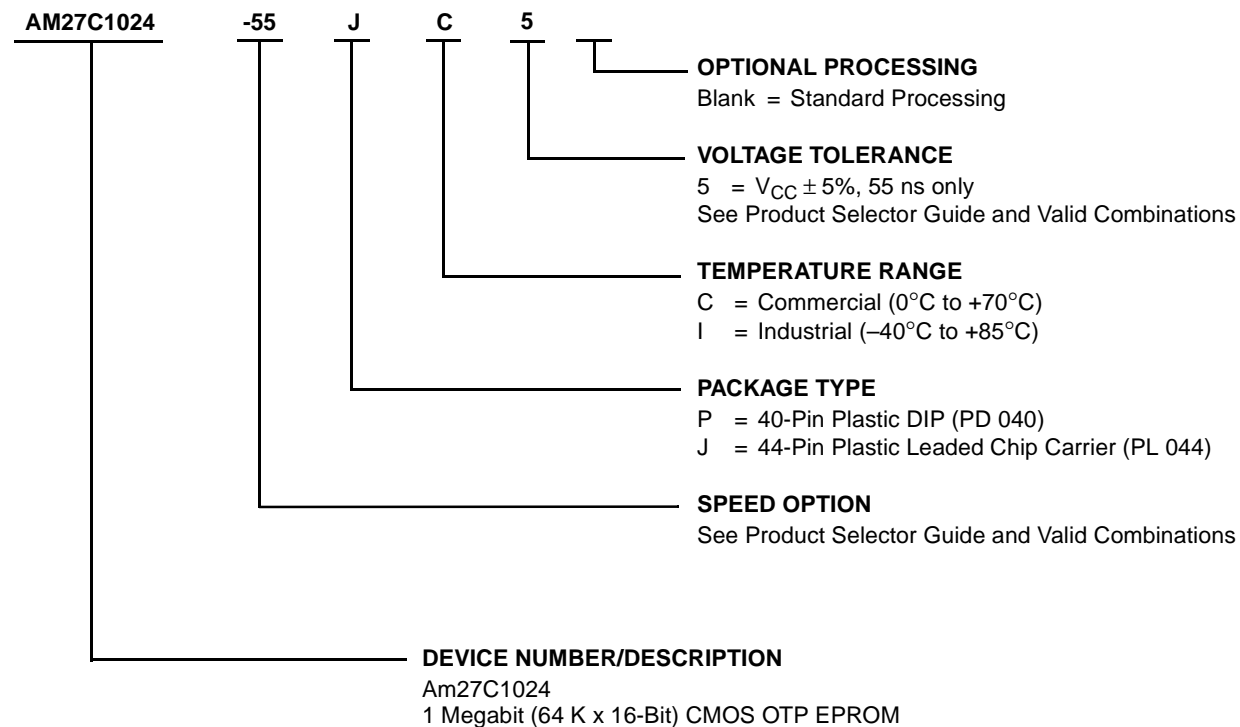 AM27C1024 -55 J C 5
OPTIONAL PROCESSING
Blank = Standard Processing
VOLTAGE TOLERANCE
5 = VCC ± 5%, 55 ns only
See Product Selector Guide and Valid Combinations
TEMPERATURE RANGE
C = Commercial (0°C to +70°C)
I = Industrial (–40°C to +85°C)
PACKAGE TYPE
P = 40-Pin Plastic DIP (PD 040)
J = 44-Pin Plastic Leaded Chip Carrier (PL 044)
SPEED OPTION
See Product Selector Guide and Valid Combinations
DEVICE NUMBER/DESCRIPTION
Am27C1024
1 Megabit (64 K x 16-Bit) CMOS OTP EPROM